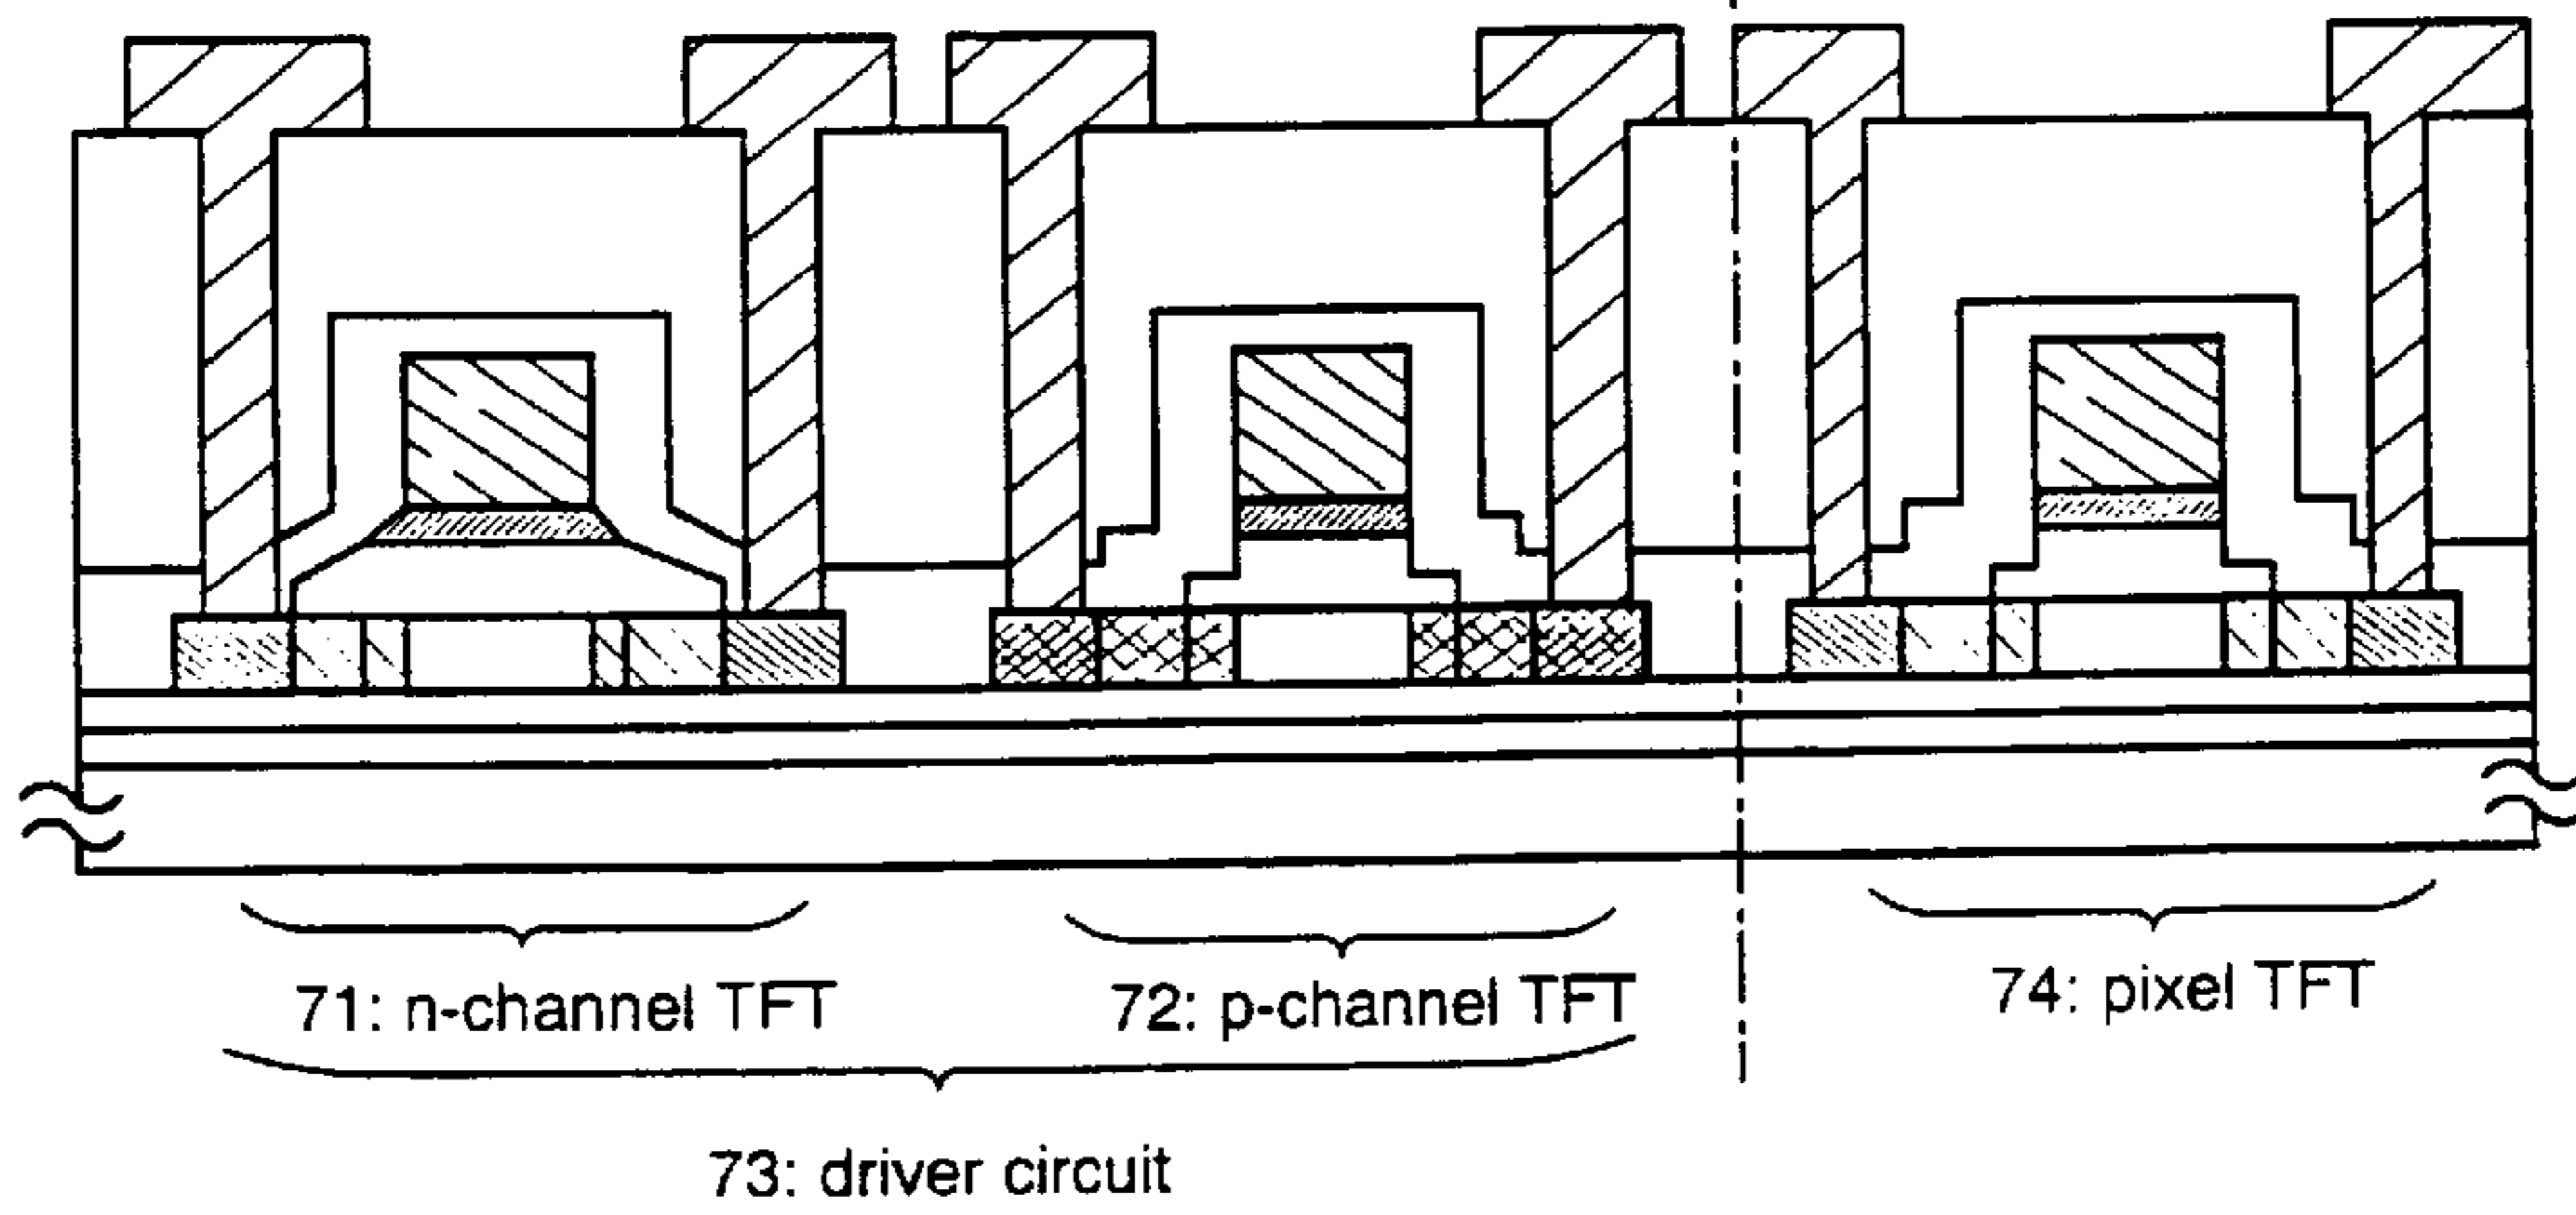 71: n-channel TFT
72: p-channel TFT
74: pixel TFT
73: driver circuit